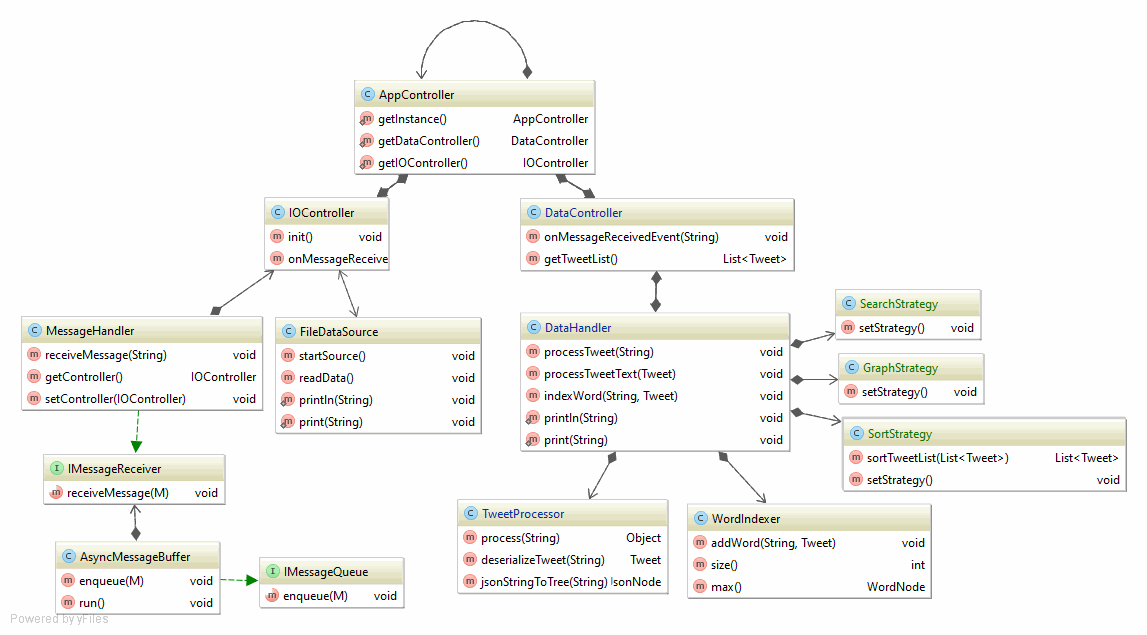 C AppController
m getInstance() AppController
m getDataController() DataController
m getIOController() IOController
C IOController
m init() void
m onMessageReceive
C DataController
m onMessageReceivedEvent(String) void
m getTweetList() List<Tweet>
C MessageHandler
m receiveMessage(String) void
m getController() IOController
m setController(IOController) void
C FileDataSource
m startSource() void
m readData() void
m println(String) void
m print(String) void
C DataHandler
m processTweet(String) void
m processTweetText(Tweet) void
m indexWord(String, Tweet) void
m println(String) void
m print(String) void
C SearchStrategy
m setStrategy() void
C GraphStrategy
m setStrategy() void
C SortStrategy
m sortTweetList(List<Tweet>) List<Tweet>
m setStrategy() void
I IMessageReceiver
m receiveMessage(M) void
C AsyncMessageBuffer
m enqueue(M) void
m run() void
I IMessageQueue
m enqueue(M) void
C TweetProcessor
m process(String) Object
m deserializeTweet(String) Tweet
m jsonStringToTree(String) JsonNode
C WordIndexer
m addWord(String, Tweet) void
m size() int
m max() WordNode
Powered by yFiles